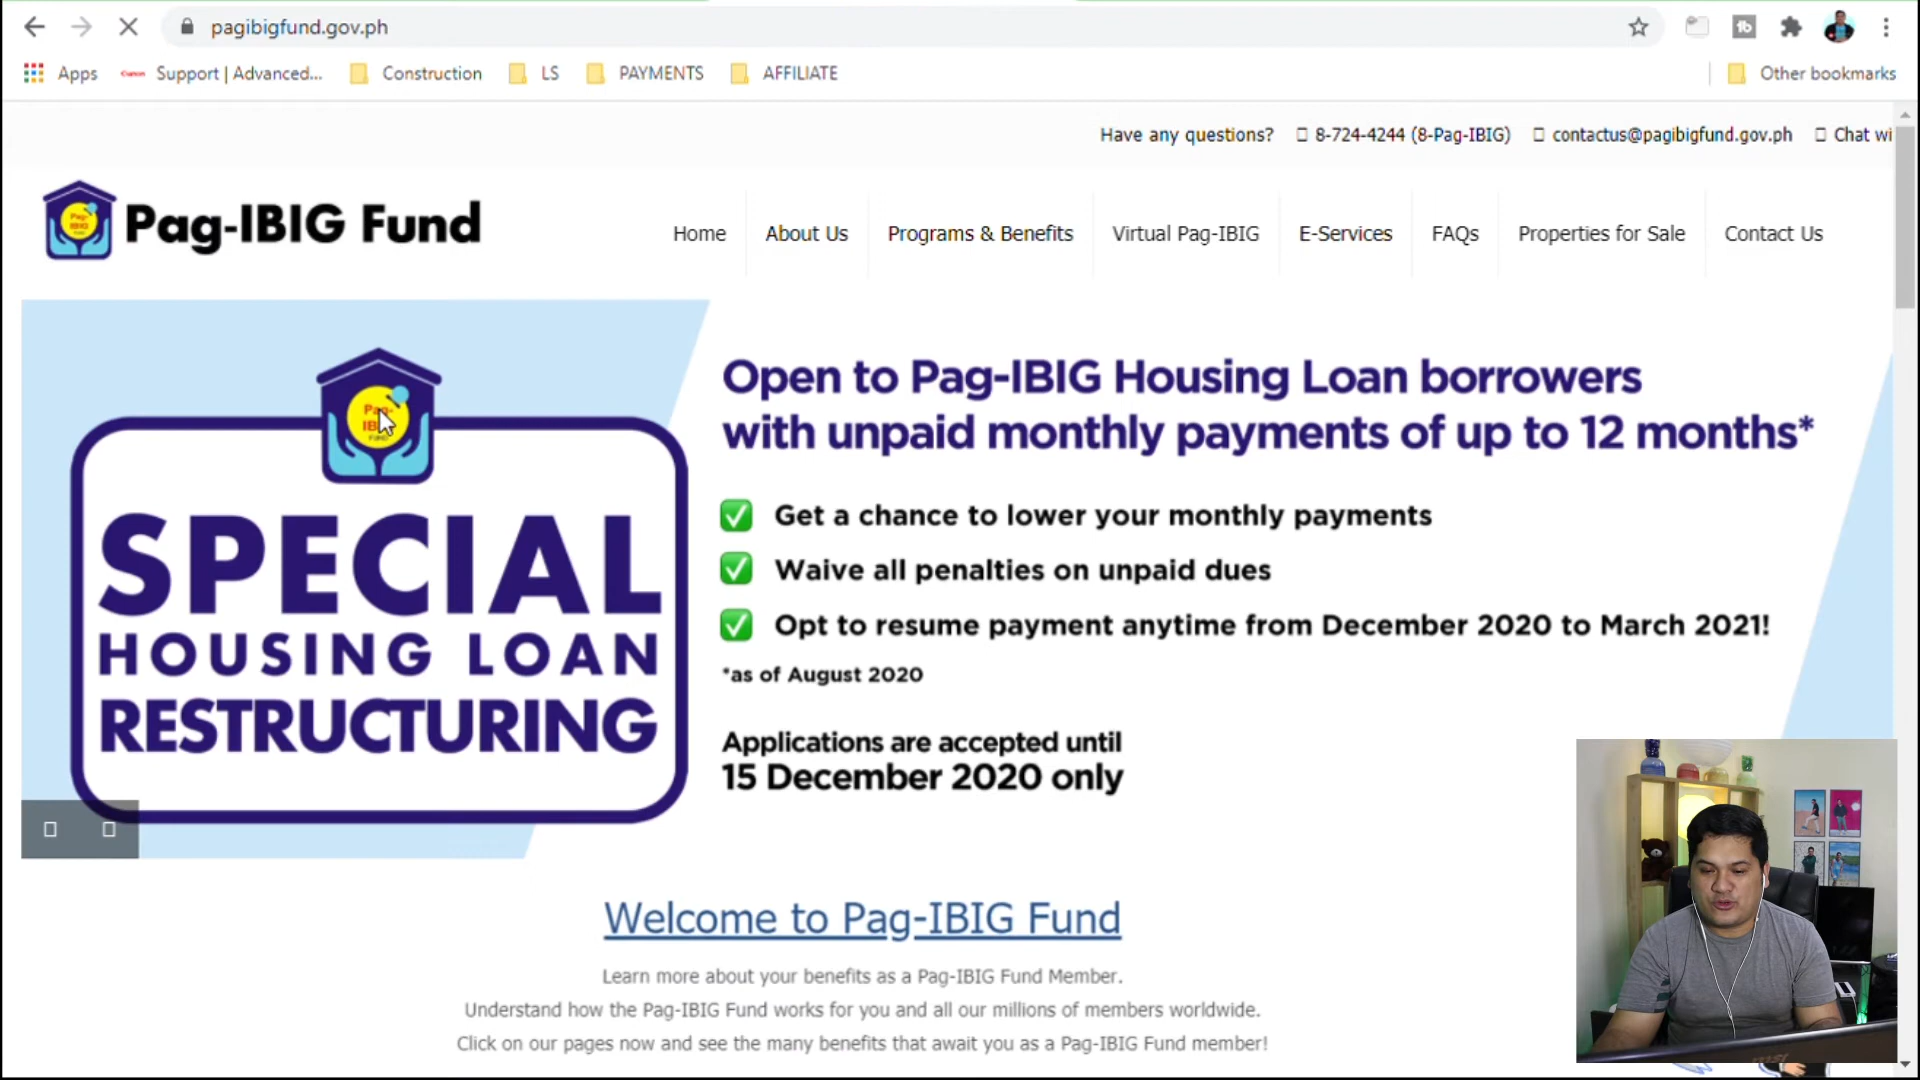 pagibigfund.gov.ph
Apps
Canon Support | Advanced...
Construction
LS
PAYMENTS
AFFILIATE
Other bookmarks
Have any questons? 8-724-4244 (8-Pag-IBIG) contactus@pagibigfund.gov.ph Chat wi
Pag-IBIG Fund
Home
About Us
Programs & Benefits
Virtual Pag-IBIG
E-Services
FAQs
Properties for Sale
Contact Us
SPECIAL
HOUSING LOAN
RESTRUCTURING
Open to Pag-IBIG Housing Loan borrowers
with unpaid monthly payments of up to 12 months*
Get a chance to lower your monthly payments
Waive all penalties on unpaid dues
Opt to resume payment anytime from December 2020 to March 2021!
*as of August 2020
Applications are accepted until
15 December 2020 only
Welcome to Pag-IBIG Fund
Learn more about your benefits as a Pag-IBIG Fund Member.
Understand how the Pag-IBIG Fund works for you and all our millions of members worldwide.
Click on our pages now and see the many benefits that await you as a Pag-IBIG Fund member!